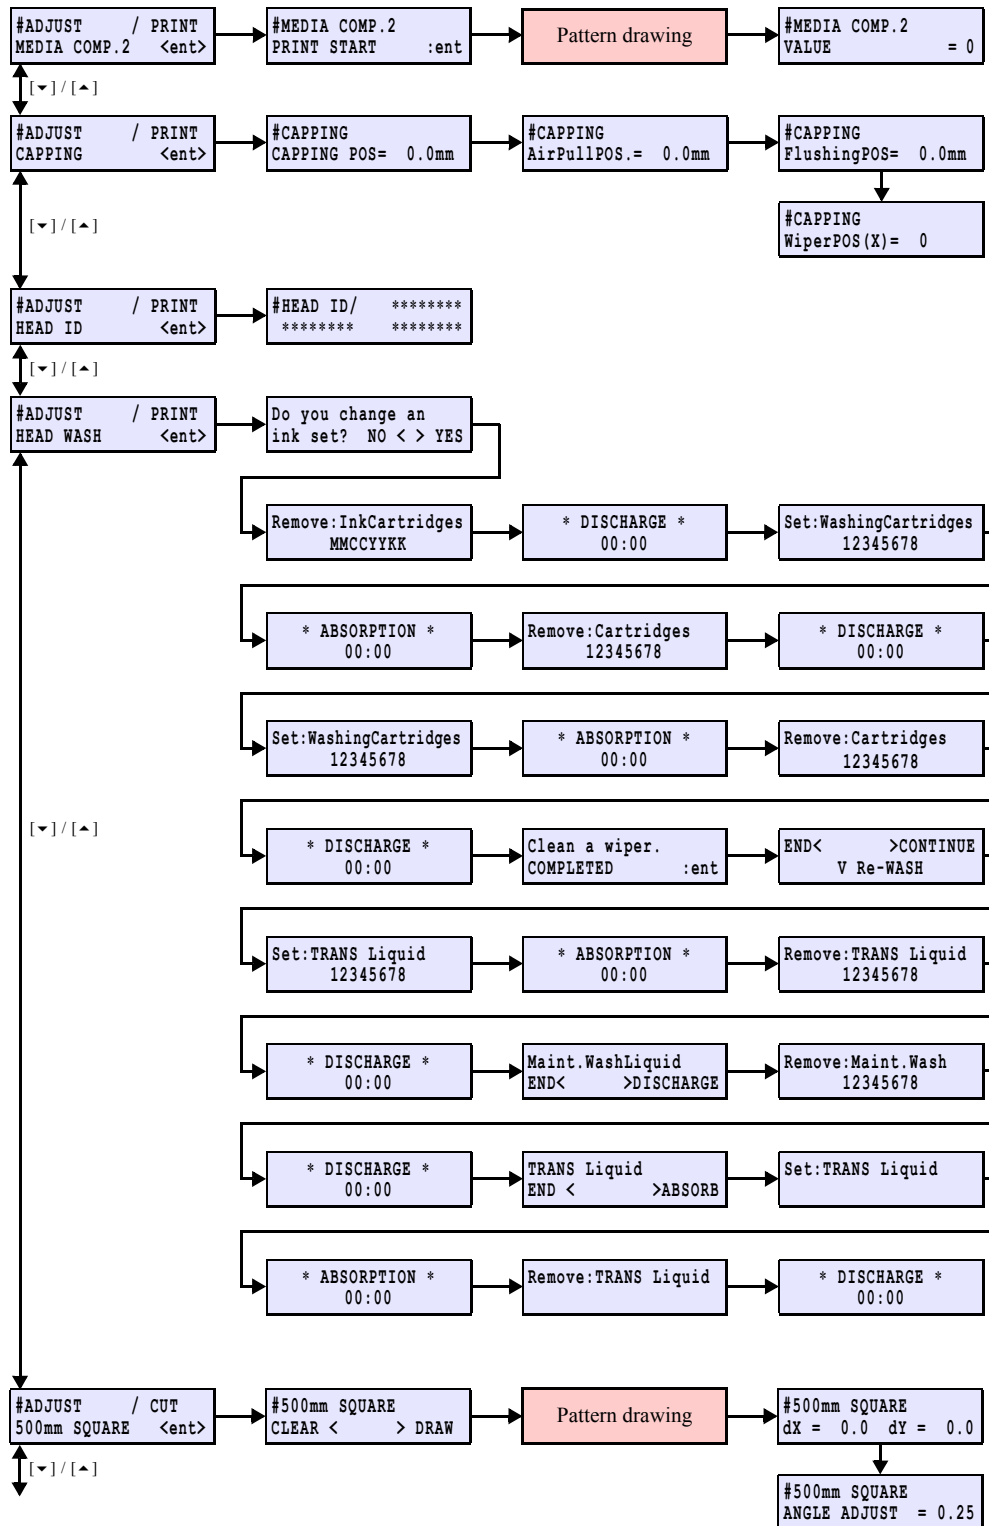 #ADJUST / PRINT
MEDIA COMP.2 <ent>
#MEDIA COMP.2
PRINT START :ent
Pattern drawing
#MEDIA COMP.2
VALUE = 0
[▼] / [▲]
#ADJUST / PRINT
CAPPING <ent>
#CAPPING
CAPPING POS= 0.0mm
#CAPPING
AirPullPOS.= 0.0mm
#CAPPING
FlushingPOS= 0.0mm
[▼] / [▲]
#CAPPING
WiperPOS(X)= 0
#ADJUST / PRINT
HEAD ID <ent>
#HEAD ID/ ********
******** ********
[▼] / [▲]
#ADJUST / PRINT
HEAD WASH <ent>
Do you change an
ink set? NO < > YES
Remove:InkCartridges
MMCCYYKK
* DISCHARGE *
00:00
Set:WashingCartridges
12345678
* ABSORPTION *
00:00
Remove:Cartridges
12345678
* DISCHARGE *
00:00
Set:WashingCartridges
12345678
* ABSORPTION *
00:00
Remove:Cartridges
12345678
[▼] / [▲]
* DISCHARGE *
00:00
Clean a wiper.
COMPLETED :ent
END< >CONTINUE
V Re-WASH
Set:TRANS Liquid
12345678
* ABSORPTION *
00:00
Remove:TRANS Liquid
12345678
* DISCHARGE *
00:00
Maint.WashLiquid
END< >DISCHARGE
Remove:Maint.Wash
12345678
* DISCHARGE *
00:00
TRANS Liquid
END < >ABSORB
Set:TRANS Liquid
* ABSORPTION *
00:00
Remove:TRANS Liquid
* DISCHARGE *
00:00
#ADJUST / CUT
500mm SQUARE <ent>
#500mm SQUARE
CLEAR < > DRAW
Pattern drawing
#500mm SQUARE
dX = 0.0 dY = 0.0
[▼] / [▲]
#500mm SQUARE
ANGLE ADJUST = 0.25